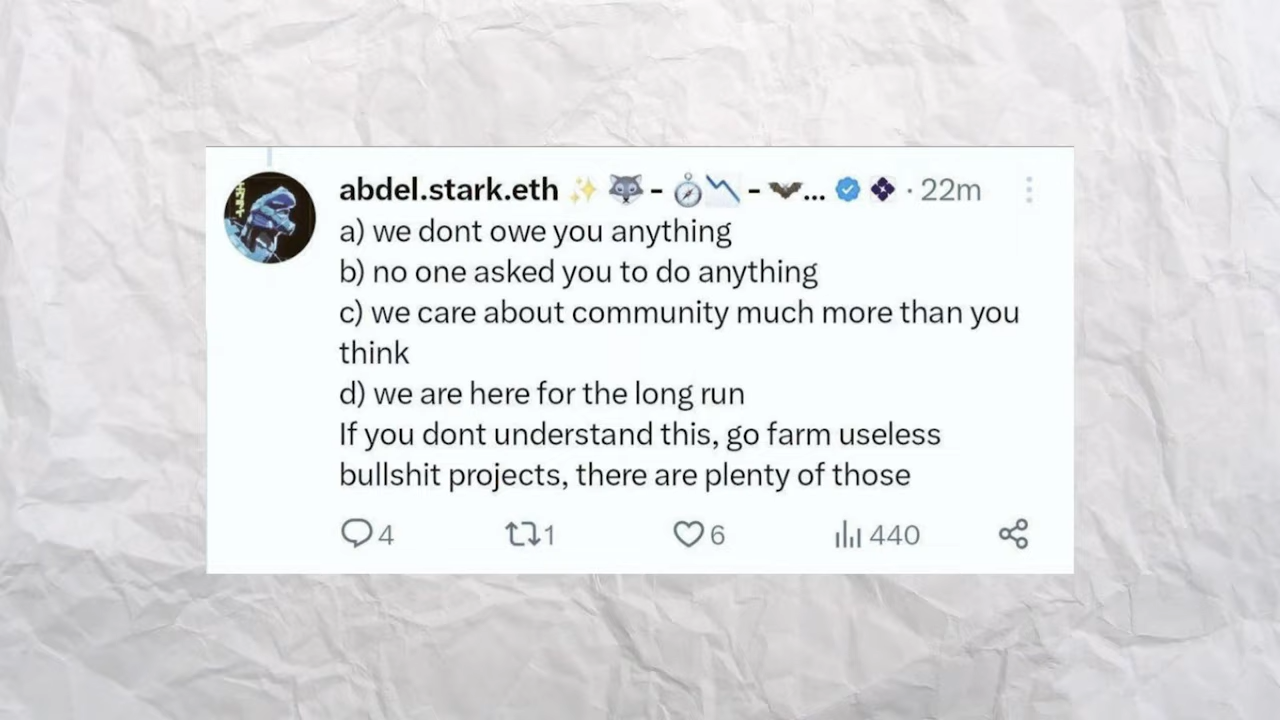 abdel.stark.eth ✨ 🐺 - 🧭📉 - 🦇... · 22m
a) we dont owe you anything
b) no one asked you to do anything
c) we care about community much more than you
think
d) we are here for the long run
If you dont understand this, go farm useless
bullshit projects, there are plenty of those
4 1 6 440